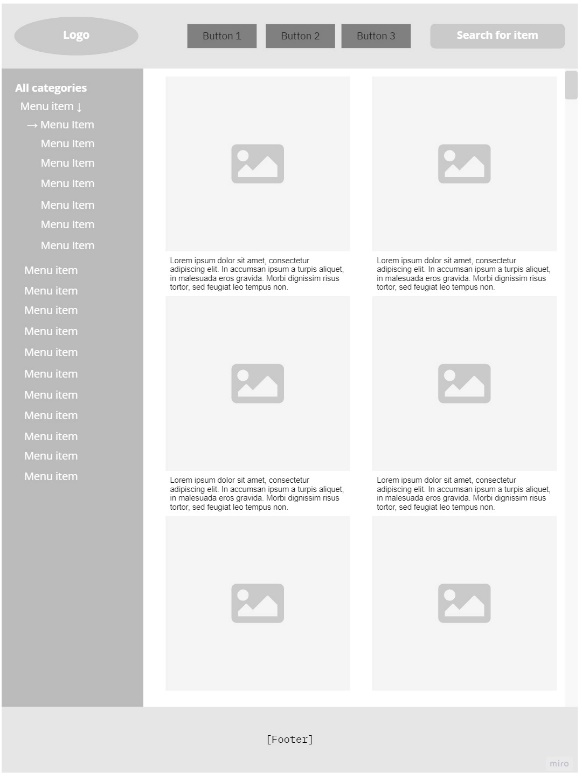 Logo
Button 1
Button 2
Button 3
Search for item
All categories
Menu item ↓
→ Menu Item
Menu Item
Menu Item
Menu Item
Menu Item
Menu Item
Menu Item
Menu item
Menu item
Menu item
Menu item
Menu item
Menu item
Menu item
Menu item
Menu item
Menu item
Menu item
Lorem ipsum dolor sit amet, consectetur
adipiscing elit. In accumsan ipsum a turpis aliquet,
in malesuada eros gravida. Morbi dignissim risus
tortor, sed feugiat leo tempus non.
Lorem ipsum dolor sit amet, consectetur
adipiscing elit. In accumsan ipsum a turpis aliquet,
in malesuada eros gravida. Morbi dignissim risus
tortor, sed feugiat leo tempus non.
Lorem ipsum dolor sit amet, consectetur
adipiscing elit. In accumsan ipsum a turpis aliquet,
in malesuada eros gravida. Morbi dignissim risus
tortor, sed feugiat leo tempus non.
Lorem ipsum dolor sit amet, consectetur
adipiscing elit. In accumsan ipsum a turpis aliquet,
in malesuada eros gravida. Morbi dignissim risus
tortor, sed feugiat leo tempus non.
[Footer]
miro